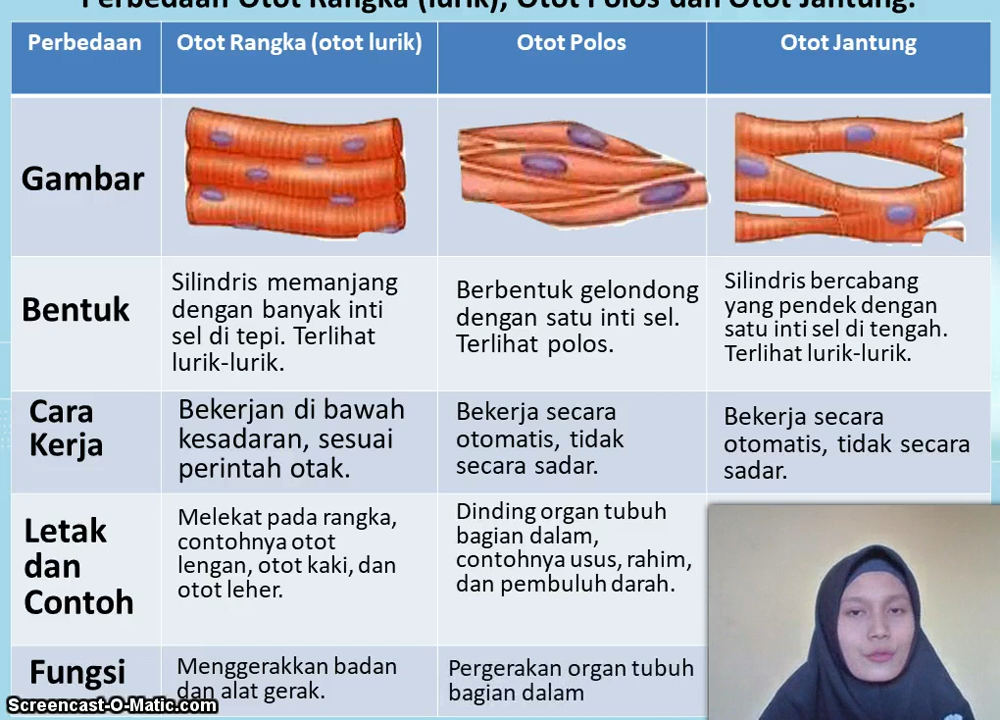 Perbedaan Otot Rangka (lurik), Otot Polos dan Otot Jantung.
Perbedaan
Otot Rangka (otot lurik)
Otot Polos
Otot Jantung
Gambar
Bentuk
Silindris memanjang
dengan banyak inti
sel di tepi. Terlihat
lurik-lurik.
Berbentuk gelondong
dengan satu inti sel.
Terlihat polos.
Silindris bercabang
yang pendek dengan
satu inti sel di tengah.
Terlihat lurik-lurik.
Cara
Kerja
Bekerjan di bawah
kesadaran, sesuai
perintah otak.
Bekerja secara
otomatis, tidak
secara sadar.
Bekerja secara
otomatis, tidak secara
sadar.
Letak
dan
Contoh
Melekat pada rangka,
contohnya otot
lengan, otot kaki, dan
otot leher.
Dinding organ tubuh
bagian dalam,
contohnya usus, rahim,
dan pembuluh darah.
Fungsi
Menggerakkan badan
dan alat gerak.
Pergerakan organ tubuh
bagian dalam
Screencast-O-Matic.com